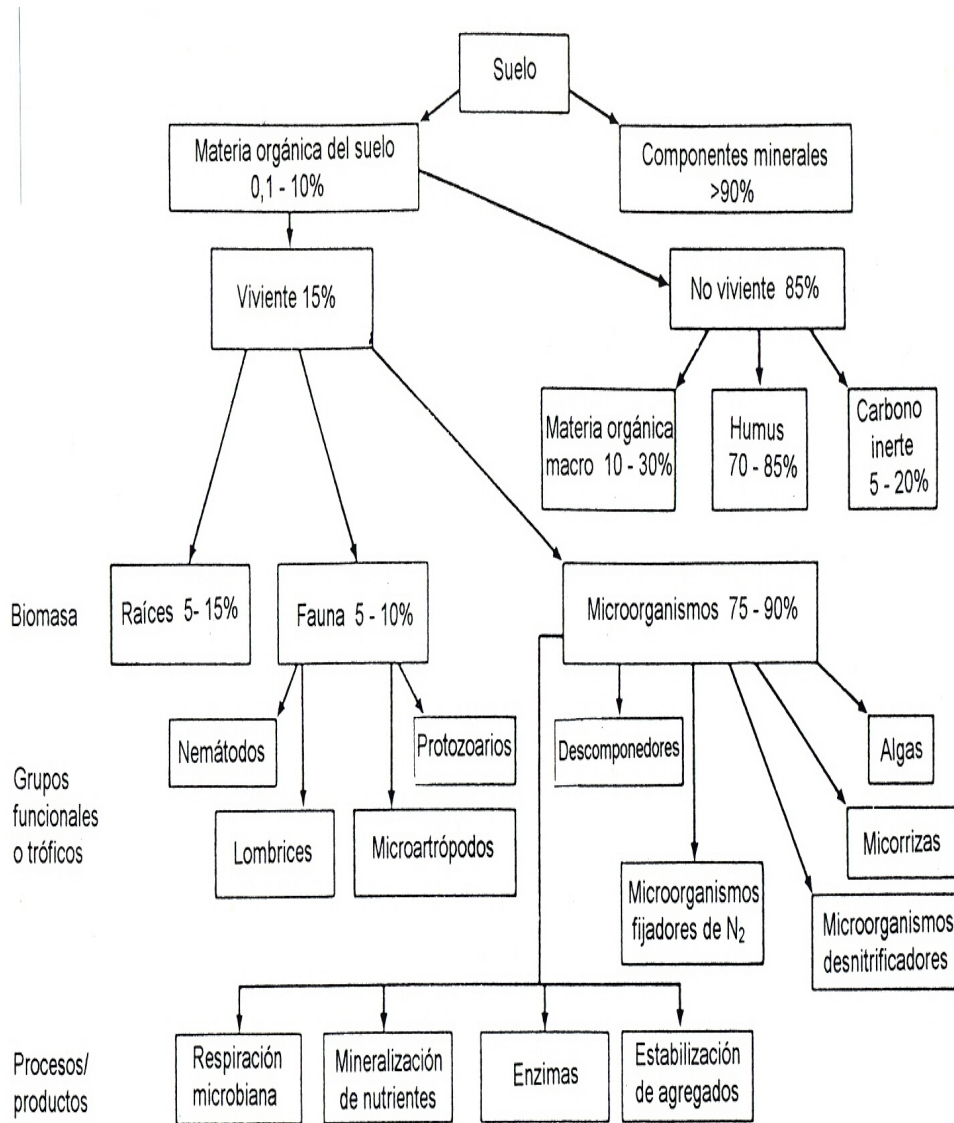 Suelo
Materia orgánica del suelo
0,1 - 10%
Componentes minerales
>90%
Viviente 15%
No viviente 85%
Materia orgánica
macro 10 - 30%
Humus
70 - 85%
Carbono
inerte
5 - 20%
Biomasa
Raíces 5- 15%
Fauna 5 - 10%
Microorganismos 75 - 90%
Grupos
funcionales
o tróficos
Nemátodos
Protozoarios
Lombrices
Microartrópodos
Descomponedores
Algas
Micorrizas
Microorganismos
fijadores de N₂
Microorganismos
desnitrificadores
Procesos/
productos
Respiración
microbiana
Mineralización
de nutrientes
Enzimas
Estabilización
de agregados